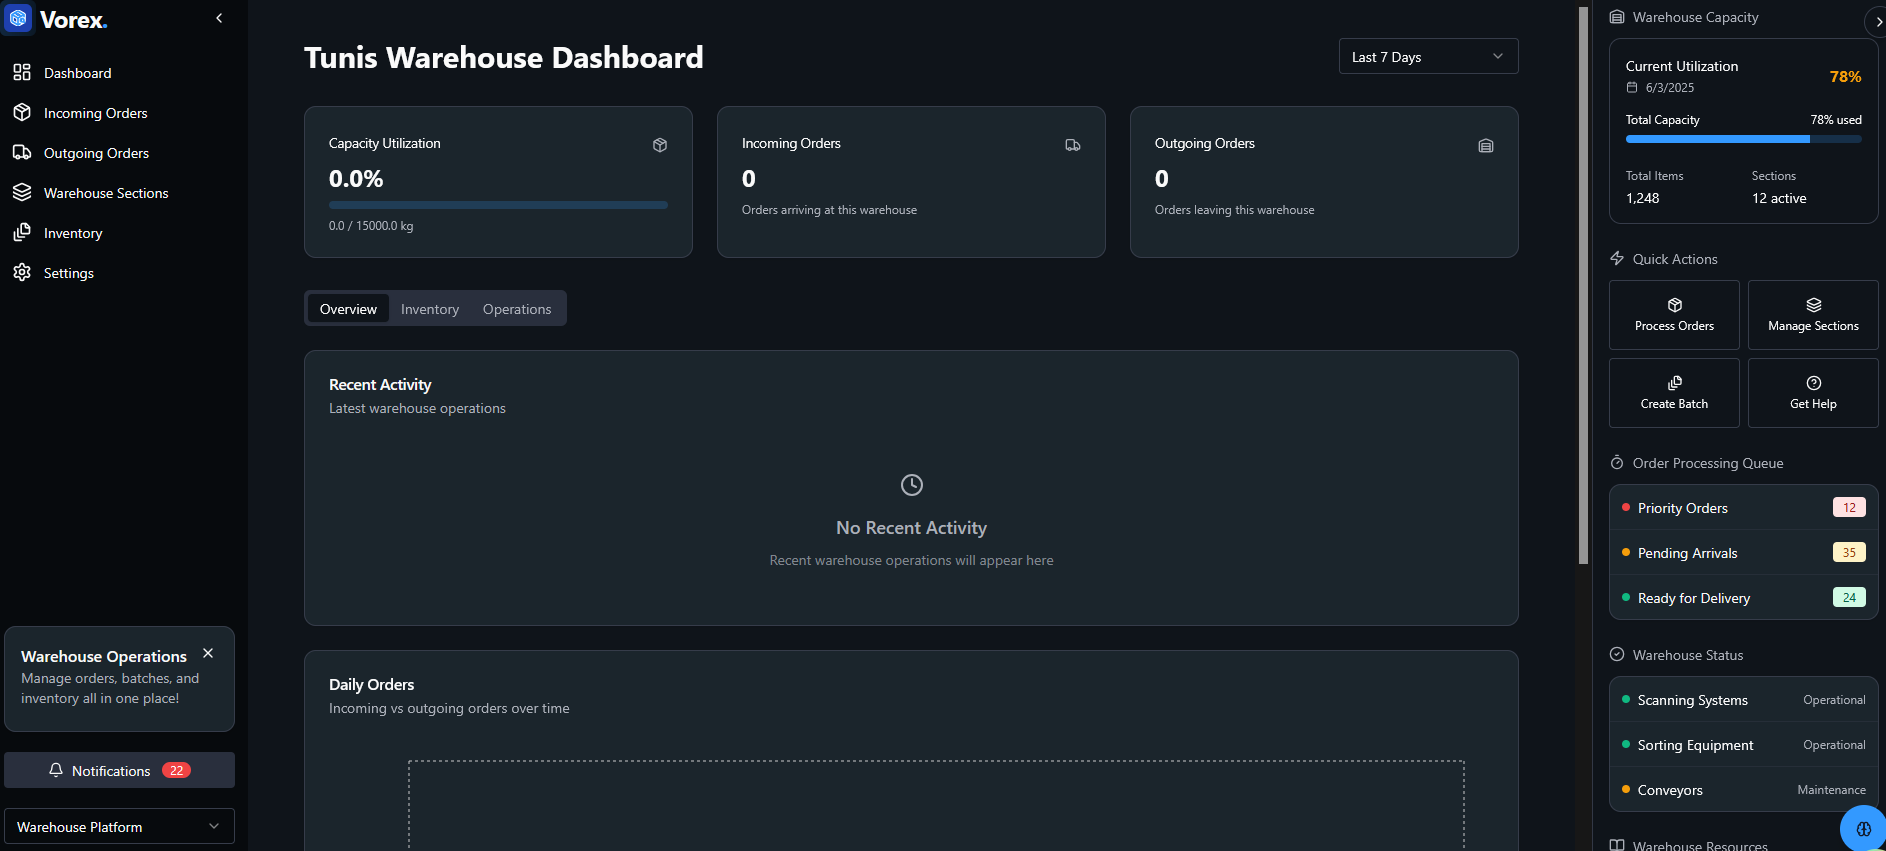 Vorex.
Dashboard
Incoming Orders
Outgoing Orders
Warehouse Sections
Inventory
Settings
Warehouse Operations
Manage orders, batches, and
inventory all in one place!
Notifications 22
Warehouse Platform
Tunis Warehouse Dashboard
Last 7 Days
Capacity Utilization
0.0%
0.0 / 15000.0 kg
Incoming Orders
0
Orders arriving at this warehouse
Outgoing Orders
0
Orders leaving this warehouse
Overview Inventory Operations
Recent Activity
Latest warehouse operations
No Recent Activity
Recent warehouse operations will appear here
Daily Orders
Incoming vs outgoing orders over time
Warehouse Capacity
Current Utilization
78%
6/3/2025
Total Capacity 78% used
Total Items Sections
1,248 12 active
Quick Actions
Process Orders
Manage Sections
Create Batch
Get Help
Order Processing Queue
Priority Orders 12
Pending Arrivals 35
Ready for Delivery 24
Warehouse Status
Scanning Systems Operational
Sorting Equipment Operational
Conveyors Maintenance
Warehouse Resources